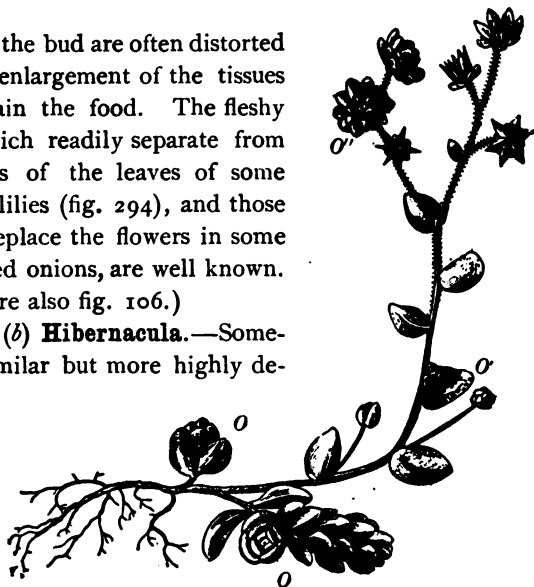 the bud are often distorted
enlargement of the tissues
ain the food. The fleshy
ich readily separate from
s of the leaves of some
lilies (fig. 294), and those
eplace the flowers in some
ed onions, are well known.
re also fig. 106.)
(b) Hibernacula.—Some-
milar but more highly de-
O''
O'
O
O